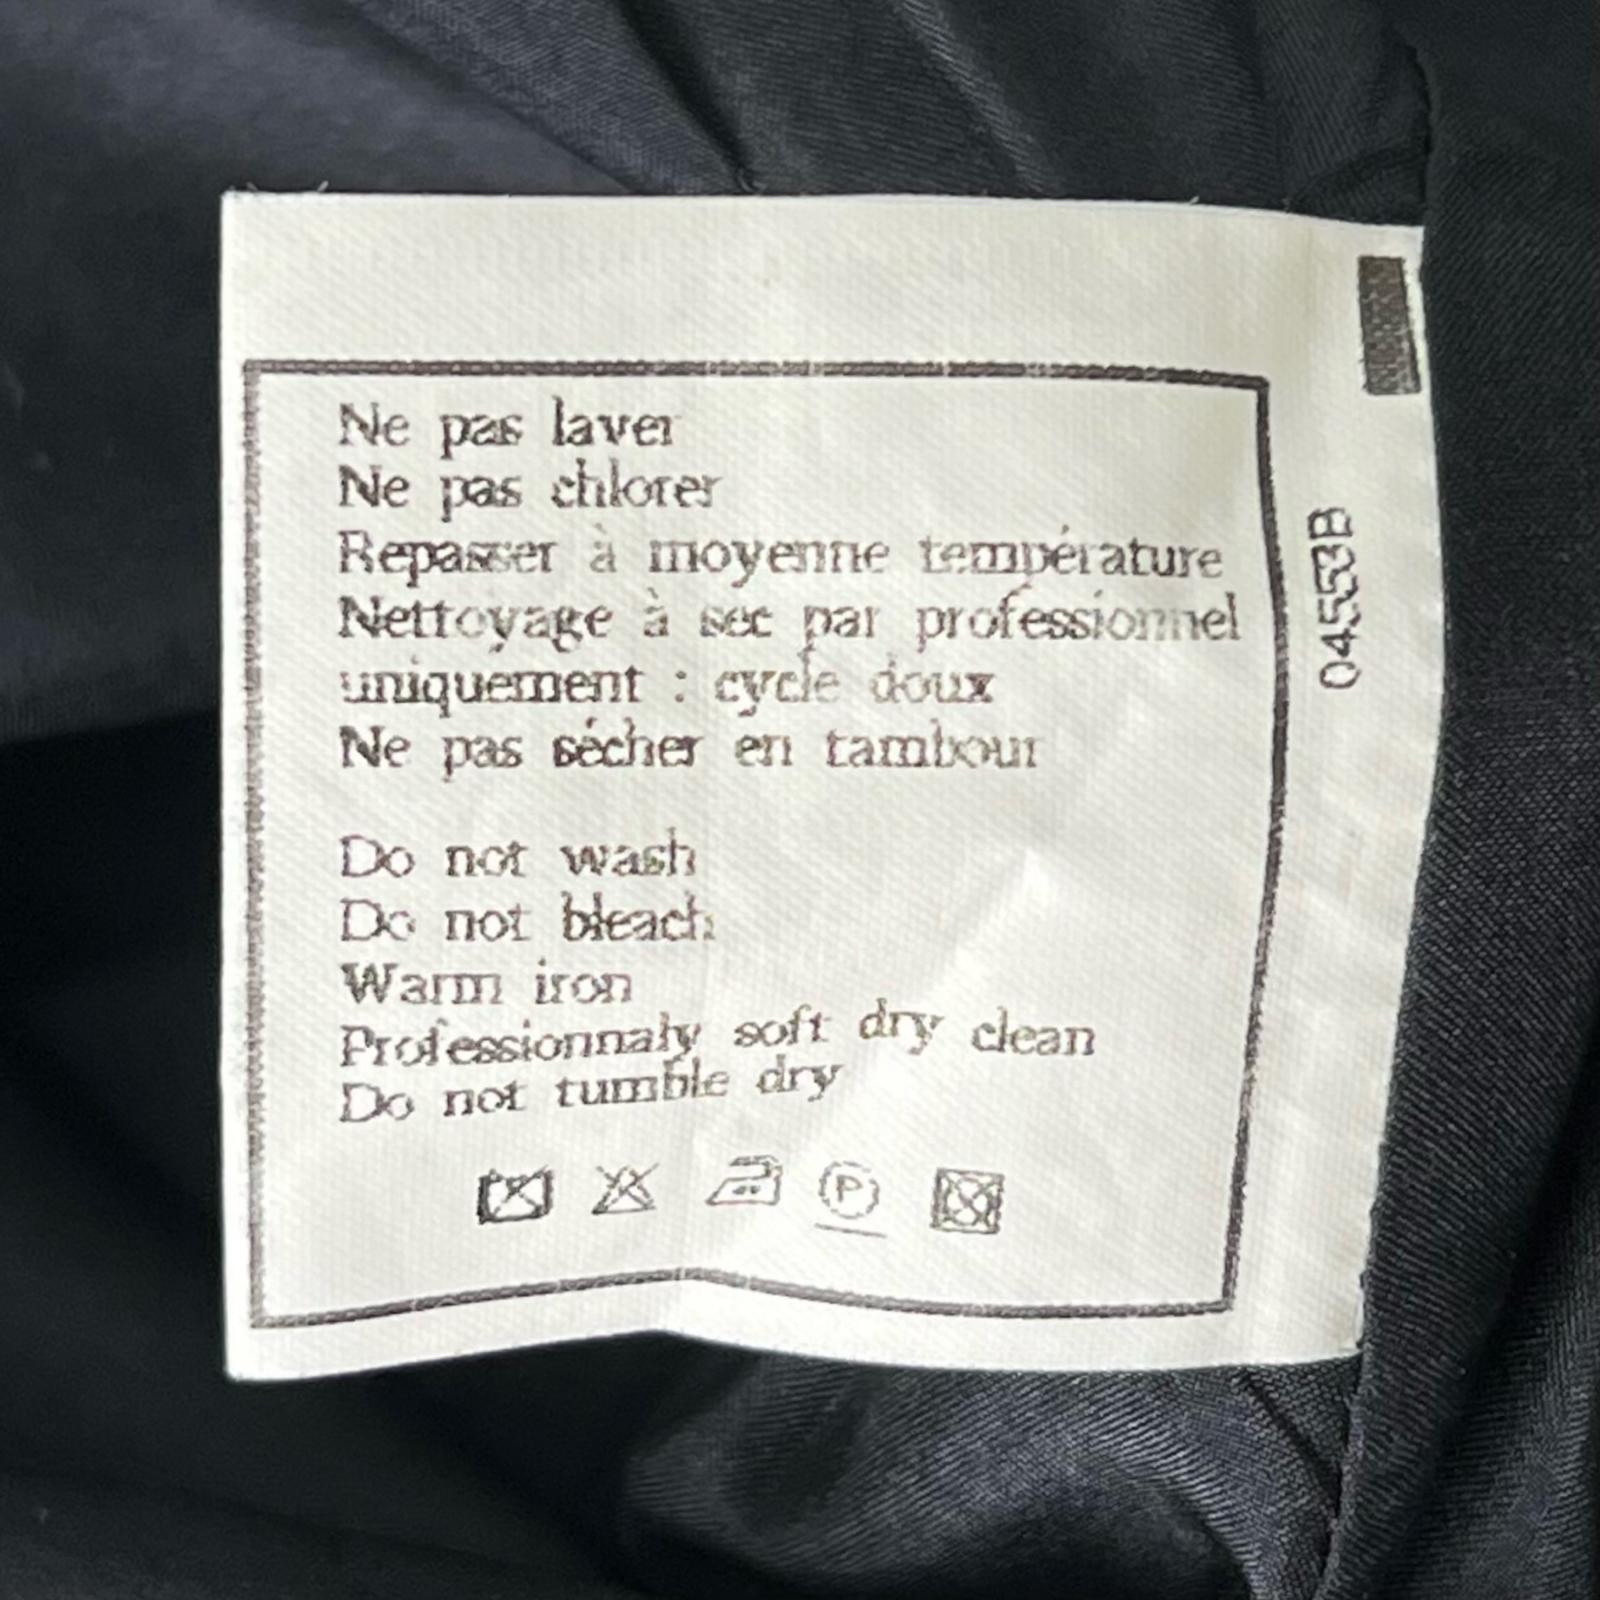 Ne pas laver
Ne pas chlorer
Repasser à moyenne température
Nettoyage à sec par professionnel
uniquement : cycle doux
Ne pas sécher en tambour
Do not wash
Do not bleach
Warm iron
Professionnaly soft dry clean
Do not tumble dry
P
04553B